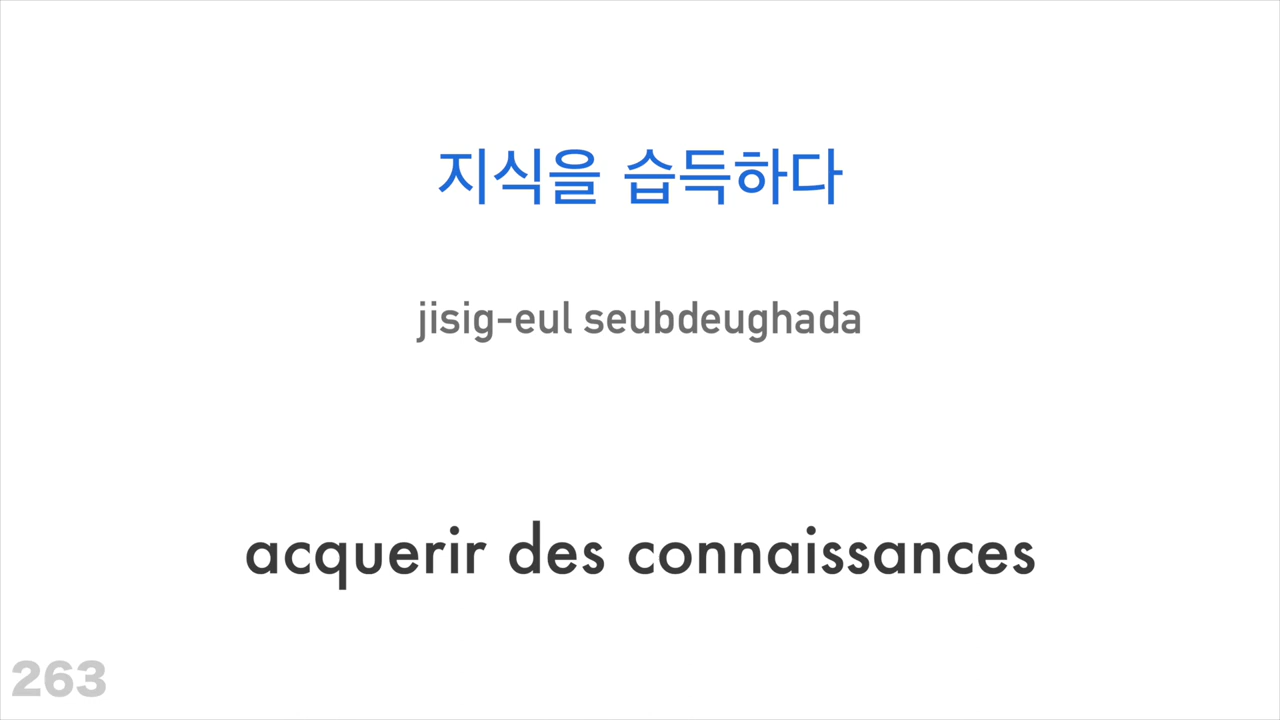 지식을 습득하다
jisig-eul seubdeughada
acquerir des connaissances
263